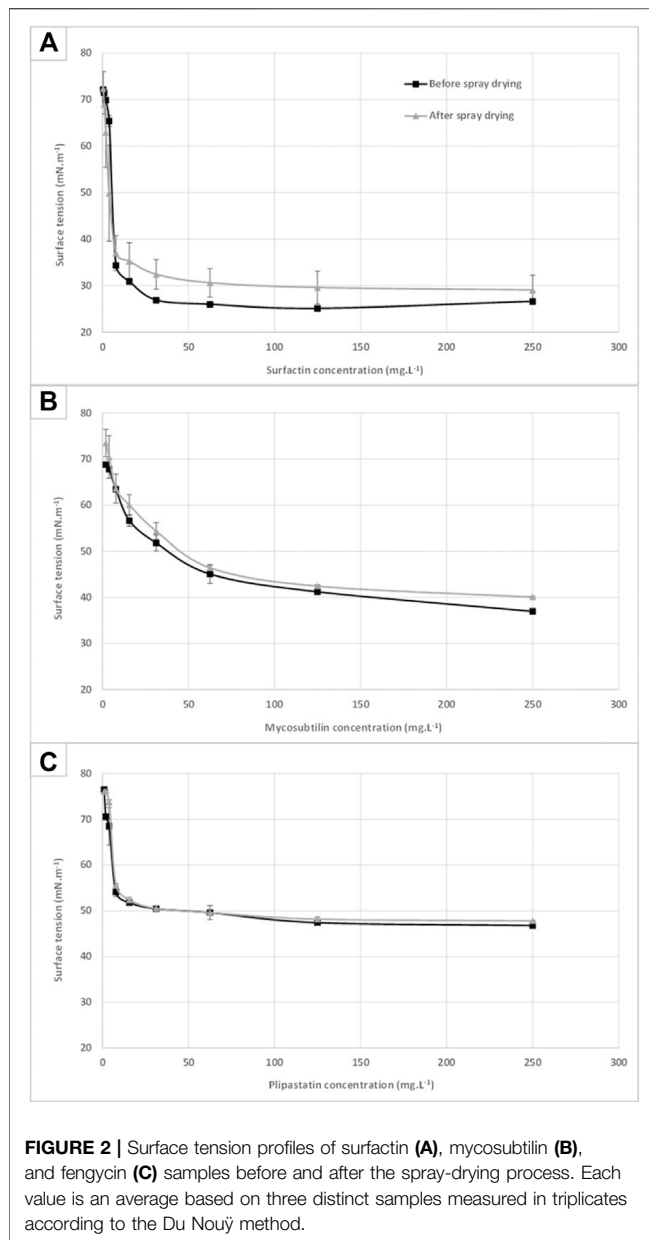 A
80
70
60
50
40
30
20
0
50
100
150
200
250
300
Surface tension (mN.m⁻¹)
Surfactin concentration (mg.L⁻¹)
Before spray drying
After spray drying
B
80
70
60
50
40
30
20
0
50
100
150
200
250
300
Surface tension (mN.m⁻¹)
Mycosubtilin concentration (mg.L⁻¹)
C
80
70
60
50
40
30
20
0
50
100
150
200
250
300
Surface tension (mN.m⁻¹)
Plipastatin concentration (mg.L⁻¹)
FIGURE 2 | Surface tension profiles of surfactin (A), mycosubtilin (B),
and fengycin (C) samples before and after the spray-drying process. Each
value is an average based on three distinct samples measured in triplicates
according to the Du Nouÿ method.